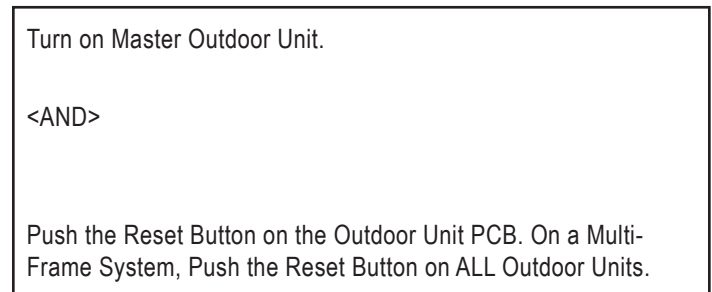 Turn on Master Outdoor Unit.
<AND>
Push the Reset Button on the Outdoor Unit PCB. On a Multi-
Frame System, Push the Reset Button on ALL Outdoor Units.